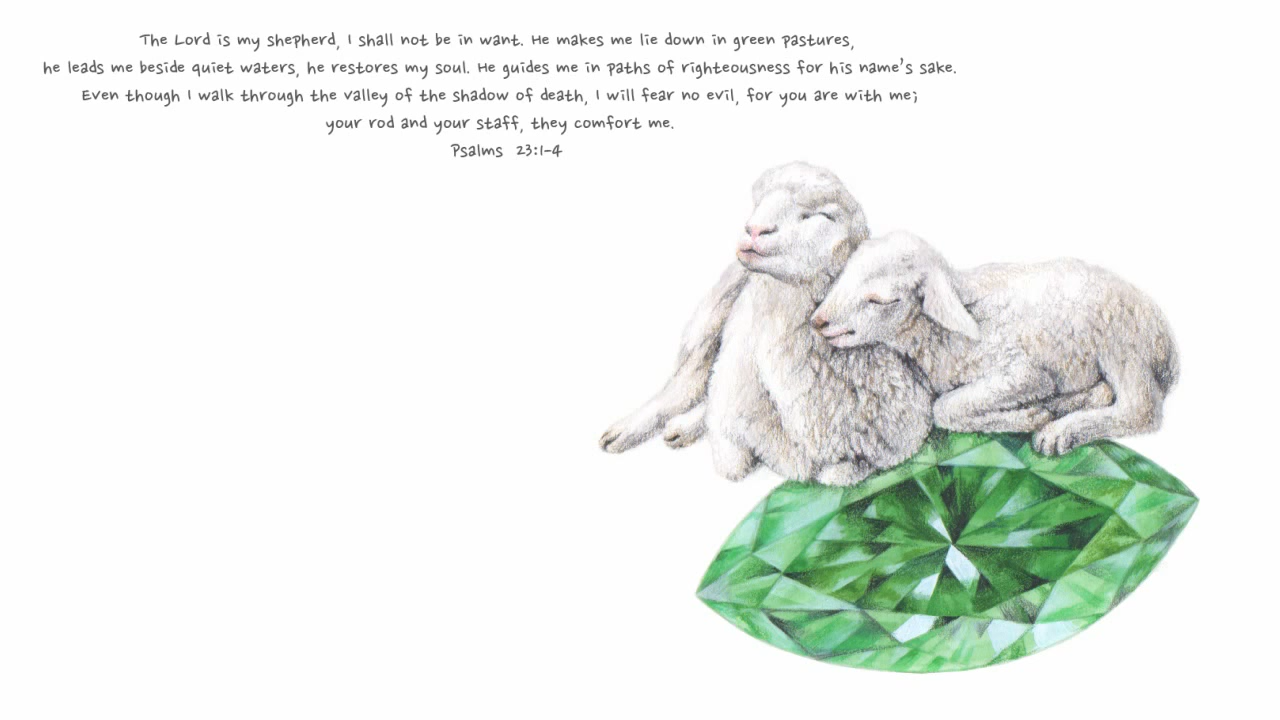 The Lord is my shepherd, I shall not be in want. He makes me lie down in green pastures,
he leads me beside quiet waters, he restores my soul. He guides me in paths of righteousness for his name's sake.
Even though I walk through the valley of the shadow of death, I will fear no evil, for you are with me;
your rod and your staff, they comfort me.
Psalms 23:1-4